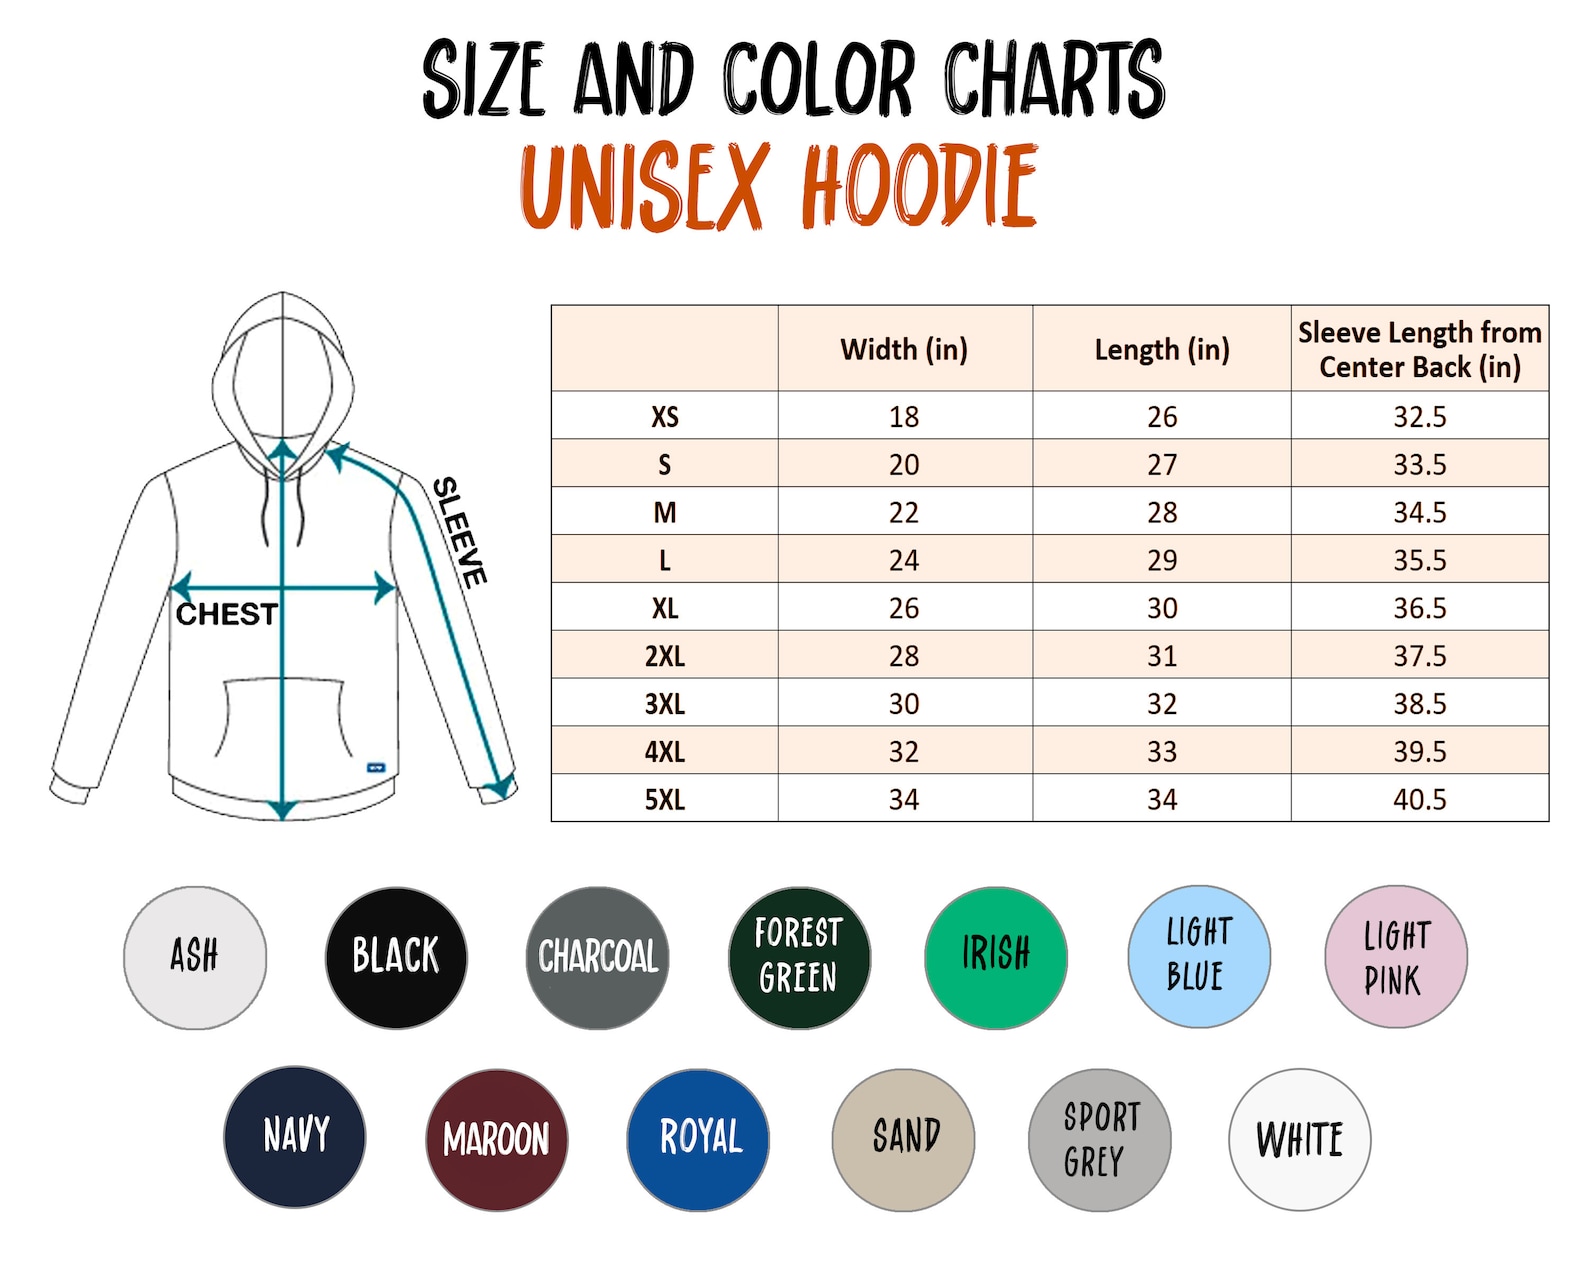 SIZE AND COLOR CHARTS
UNISEX HOODIE
SLEEVE
CHEST
Width (in) Length (in) Sleeve Length from
Center Back (in)
XS 18 26 32.5
S 20 27 33.5
M 22 28 34.5
L 24 29 35.5
XL 26 30 36.5
2XL 28 31 37.5
3XL 30 32 38.5
4XL 32 33 39.5
5XL 34 34 40.5
ASH
BLACK
CHARCOAL
FOREST
GREEN
IRISH
LIGHT
BLUE
LIGHT
PINK
NAVY
MAROON
ROYAL
SAND
SPORT
GREY
WHITE